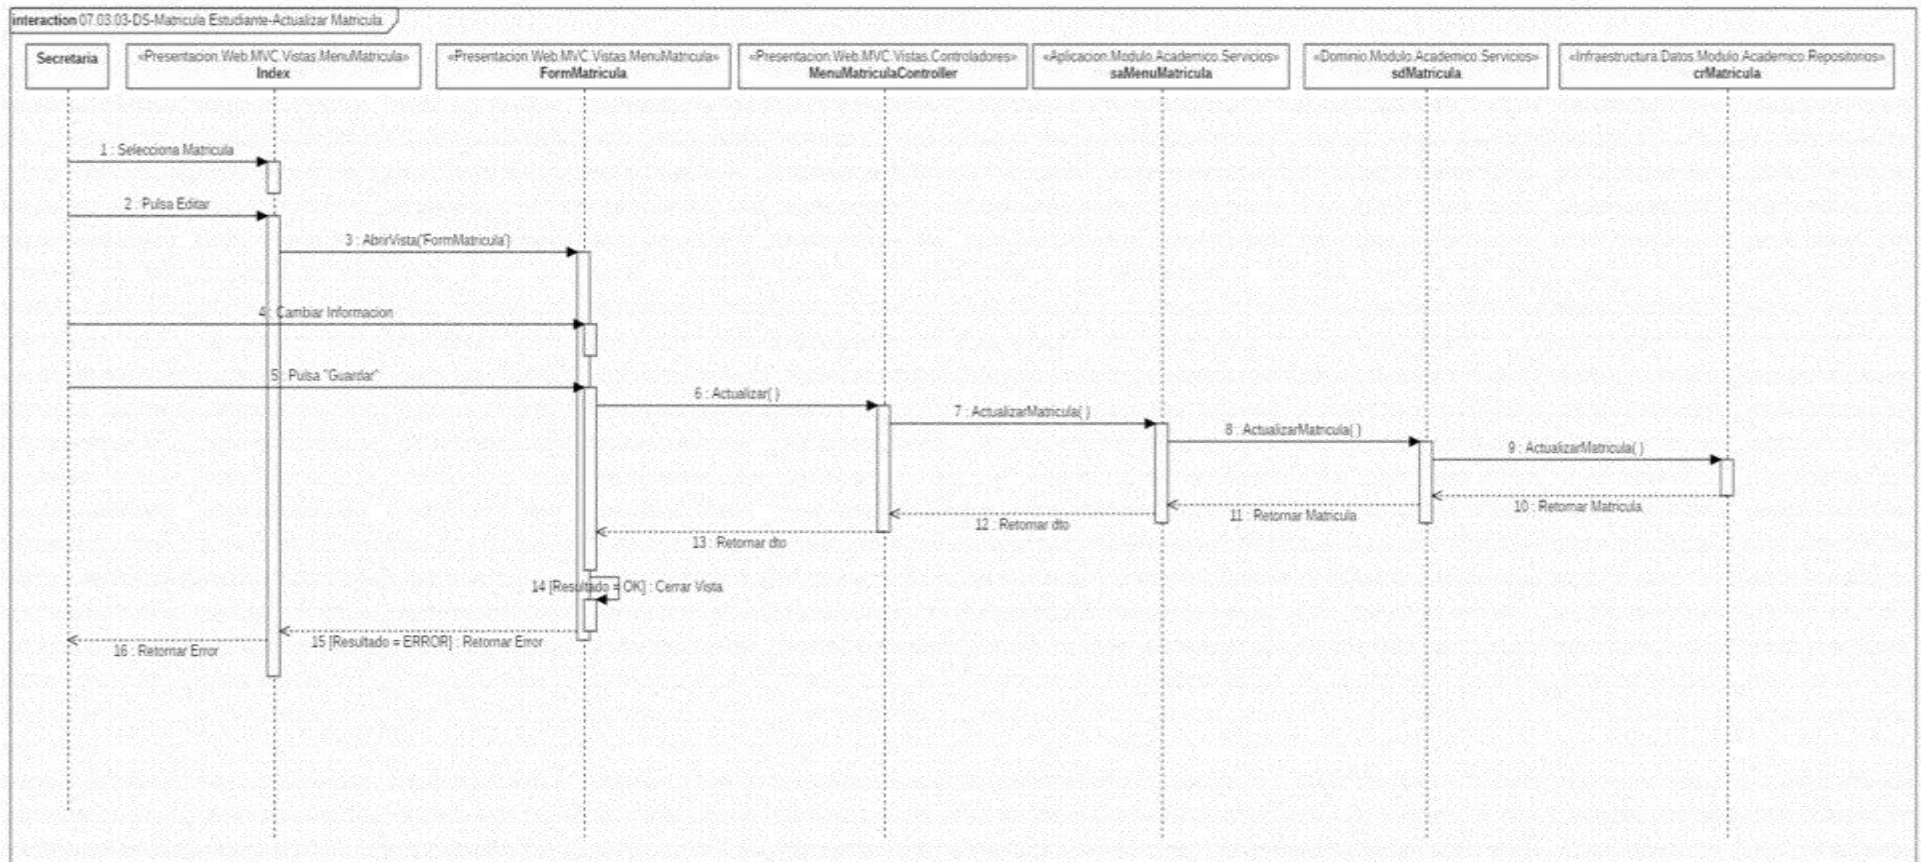 interaction 07.03.03-DS-Matricula Estudiante-Actualizar Matricula
Secretaria
«Presentacion.Web.MVC.Vistas.MenuMatricula»
Index
«Presentacion.Web.MVC.Vistas.MenuMatricula»
FormMatricula
«Presentacion.Web.MVC.Vistas.Controladores»
MenuMatriculaController
«Aplicacion.Modulo.Academico.Servicios»
saMenuMatricula
«Dominio.Modulo.Academico.Servicios»
sdMatricula
«Infraestructura.Datos.Modulo.Academico.Repositorios»
crMatricula
1 : Selecciona Matricula
2 : Pulsa Editar
3 : AbrirVista('FormMatricula')
4 : Cambiar Informacion
5 : Pulsa "Guardar"
6 : Actualizar( )
7 : ActualizarMatricula( )
8 : ActualizarMatricula( )
9 : ActualizarMatricula( )
10 : Retornar Matricula
11 : Retornar Matricula
12 : Retornar dto
13 : Retornar dto
14 [Resultado = OK] : Cerrar Vista
15 [Resultado = ERROR] : Retornar Error
16 : Retornar Error